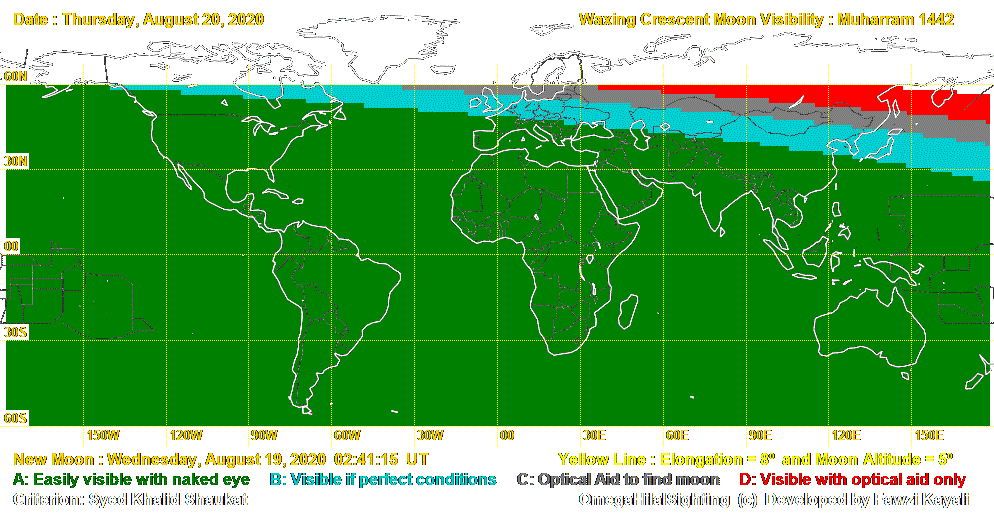 Date : Thursday, August 20, 2020 Waxing Crescent Moon Visibility : Muharram 1442
60N
30N
00
30S
60S
150W 120W 90W 60W 30W 00 30E 60E 90E 120E 150E
New Moon : Wednesday, August 19, 2020 02:41:15 UT Yellow Line : Elongation = 8º and Moon Altitude = 5º
A: Easily visible with naked eye B: Visible if perfect conditions C: Optical Aid to find moon D: Visible with optical aid only
Criterion: Syed Khalid Shaukat OmegaHilalSighting (c) Developed by Fawzi Kayali